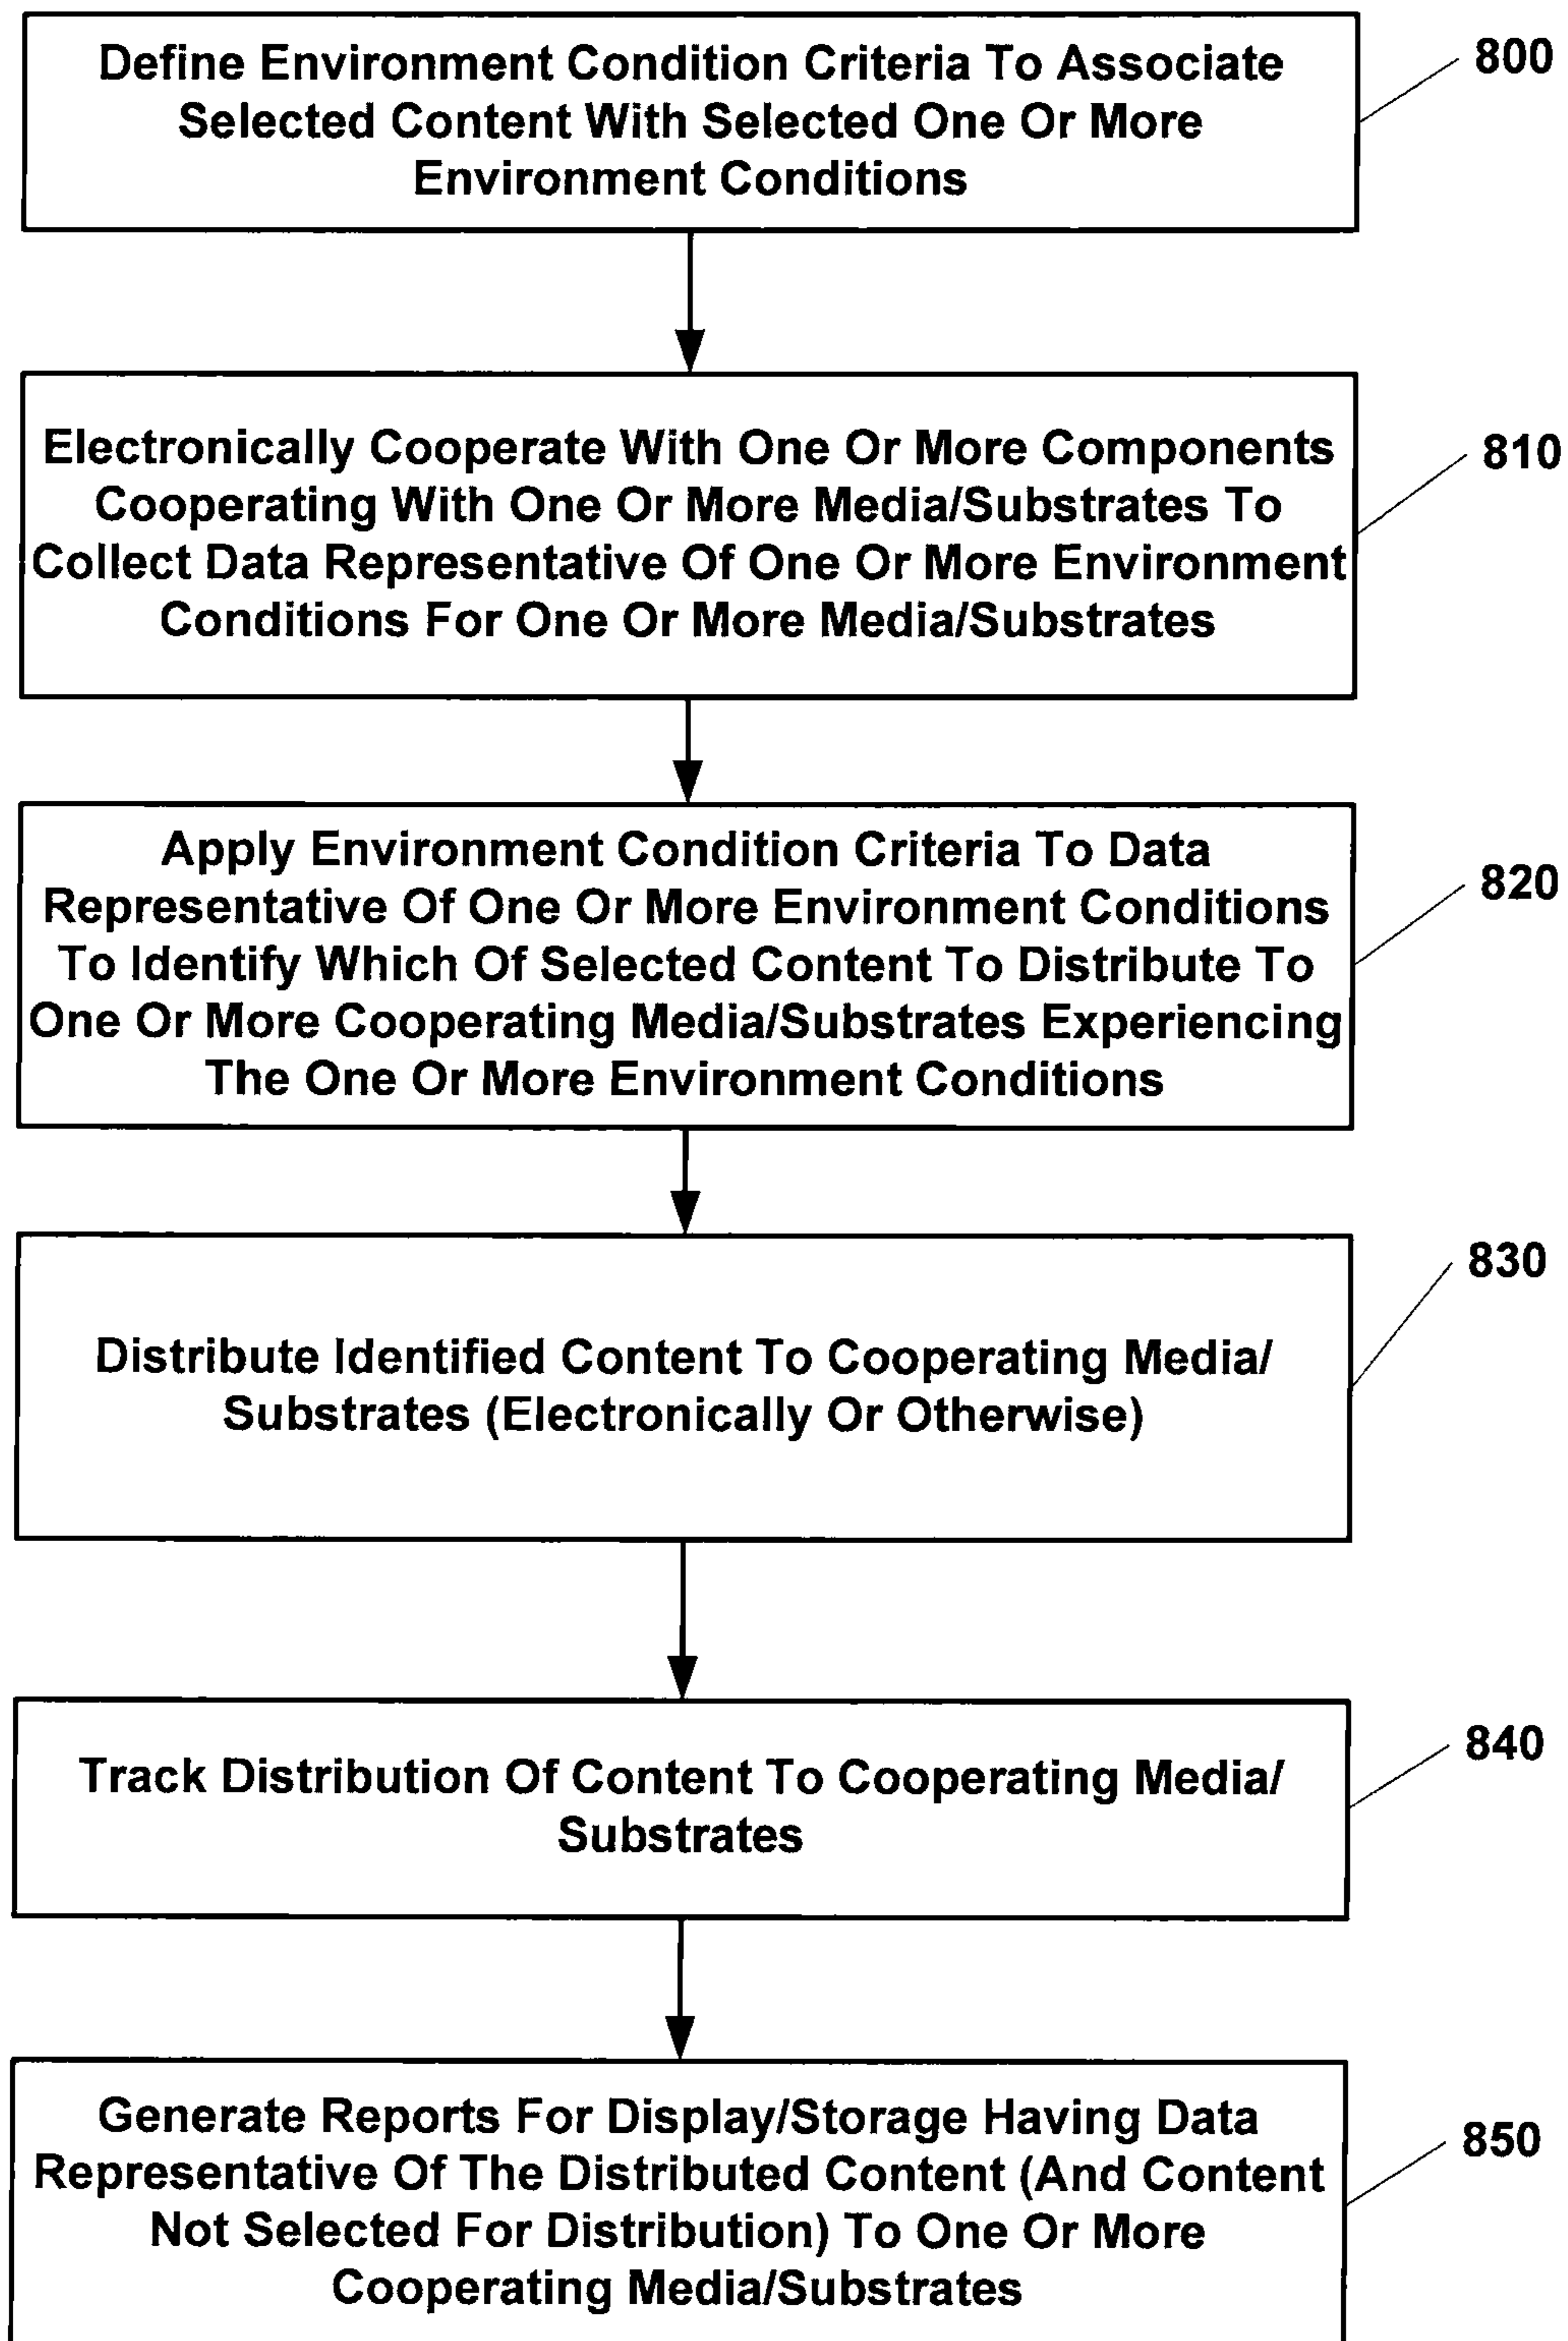 Define Environment Condition Criteria To Associate
Selected Content With Selected One Or More
Environment Conditions
800
Electronically Cooperate With One Or More Components
Cooperating With One Or More Media/Substrates To
Collect Data Representative Of One Or More Environment
Conditions For One Or More Media/Substrates
810
Apply Environment Condition Criteria To Data
Representative Of One Or More Environment Conditions
To Identify Which Of Selected Content To Distribute To
One Or More Cooperating Media/Substrates Experiencing
The One Or More Environment Conditions
820
Distribute Identified Content To Cooperating Media/
Substrates (Electronically Or Otherwise)
830
Track Distribution Of Content To Cooperating Media/
Substrates
840
Generate Reports For Display/Storage Having Data
Representative Of The Distributed Content (And Content
Not Selected For Distribution) To One Or More
Cooperating Media/Substrates
850